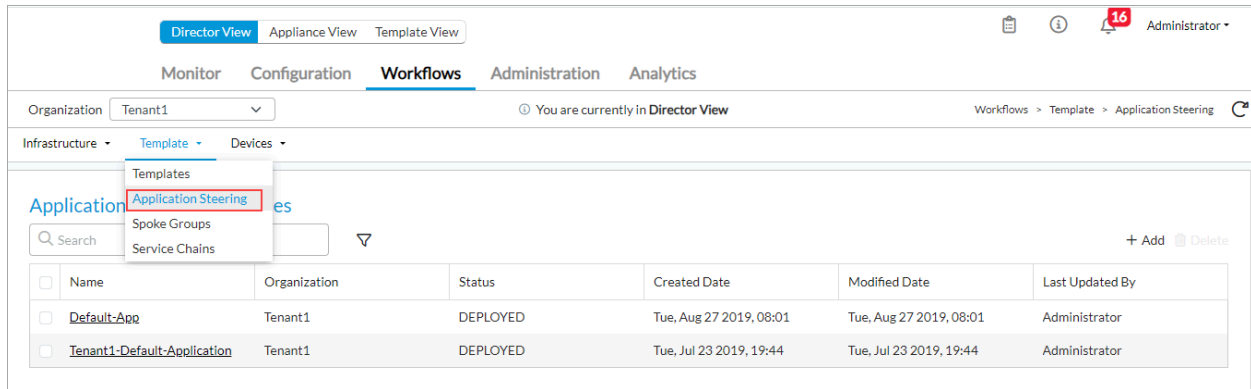 Director View Appliance View Template View 16 Administrator
Monitor Configuration Workflows Administration Analytics
Organization Tenant1 You are currently in Director View Workflows > Template > Application Steering
Infrastructure Template Devices
Templates
Application Steering
Spoke Groups
Service Chains
Application es
Search + Add Delete
Name Organization Status Created Date Modified Date Last Updated By
Default-App Tenant1 DEPLOYED Tue, Aug 27 2019, 08:01 Tue, Aug 27 2019, 08:01 Administrator
Tenant1-Default-Application Tenant1 DEPLOYED Tue, Jul 23 2019, 19:44 Tue, Jul 23 2019, 19:44 Administrator